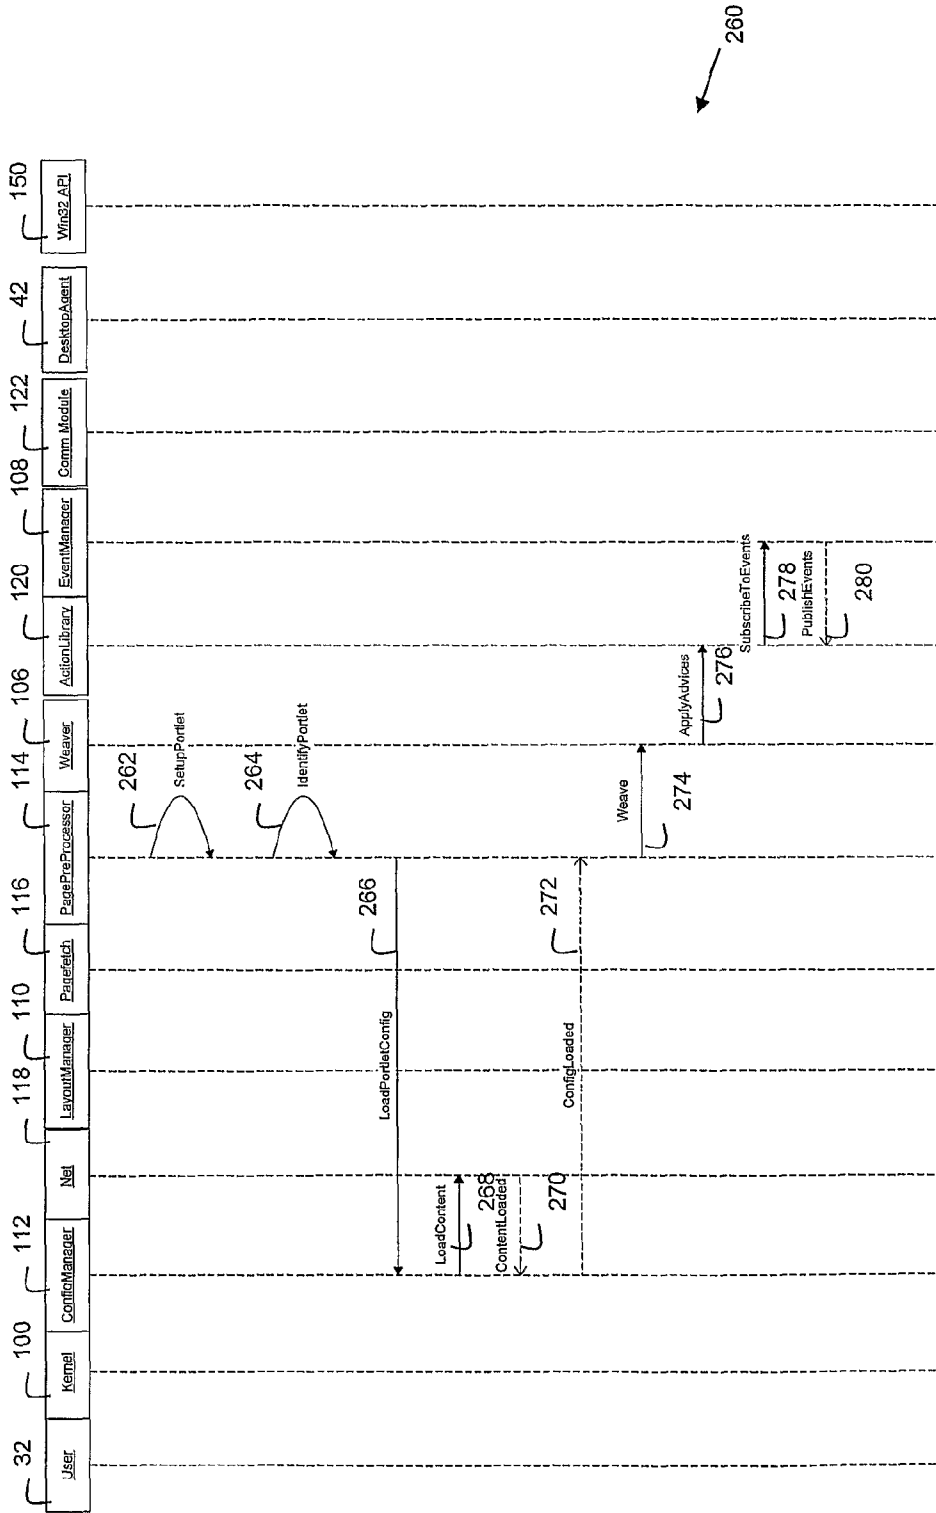 32
100
112
118
110
116
114
106
120
108
122
42
150
User
Kernel
ConfigManager
Net
LayoutManager
Pagefetch
PagePreProcessor
Weaver
ActionLibrary
EventManager
Comm Module
DesktopAgent
Win32 API
262
SetupPortlet
264
IdentifyPortlet
266
LoadPortletConfig
LoadContent
268
ContentLoaded
270
272
ConfigLoaded
Weave
274
ApplyAdvices
276
SubscribeToEvents
278
PublishEvents
280
260